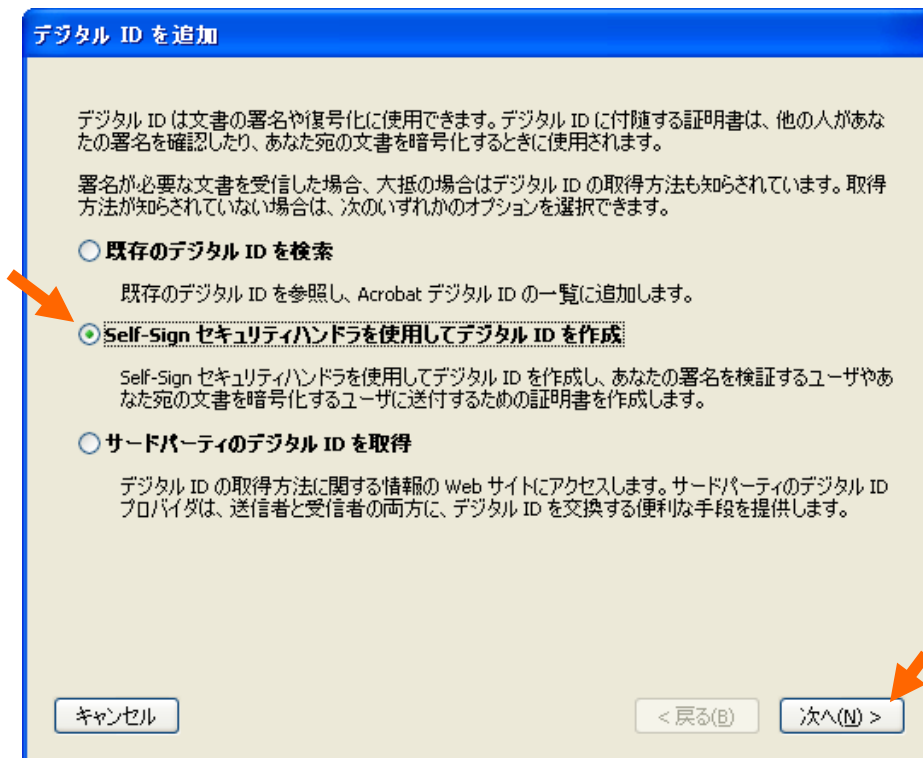 デジタル ID を追加
デジタル ID は文書の署名や復号化に使用できます。デジタル ID に付随する証明書は、他の人があな
たの署名を確認したり、あなた宛の文書を暗号化するときに使用されます。
署名が必要な文書を受信した場合、大抵の場合はデジタル ID の取得方法も知らされています。取得
方法が知らされていない場合は、次のいずれかのオプションを選択できます。
既存のデジタル ID を検索
既存のデジタル ID を参照し、Acrobat デジタル ID の一覧に追加します。
Self-Sign セキュリティハンドラを使用してデジタル ID を作成
Self-Sign セキュリティハンドラを使用してデジタル ID を作成し、あなたの署名を検証するユーザやあ
なた宛の文書を暗号化するユーザに送付するための証明書を作成します。
サードパーティのデジタル ID を取得
デジタル ID の取得方法に関する情報の Web サイトにアクセスします。サードパーティのデジタル ID
プロバイダは、送信者と受信者の両方に、デジタル ID を交換する便利な手段を提供します。
キャンセル < 戻る(B) 次へ(N) >